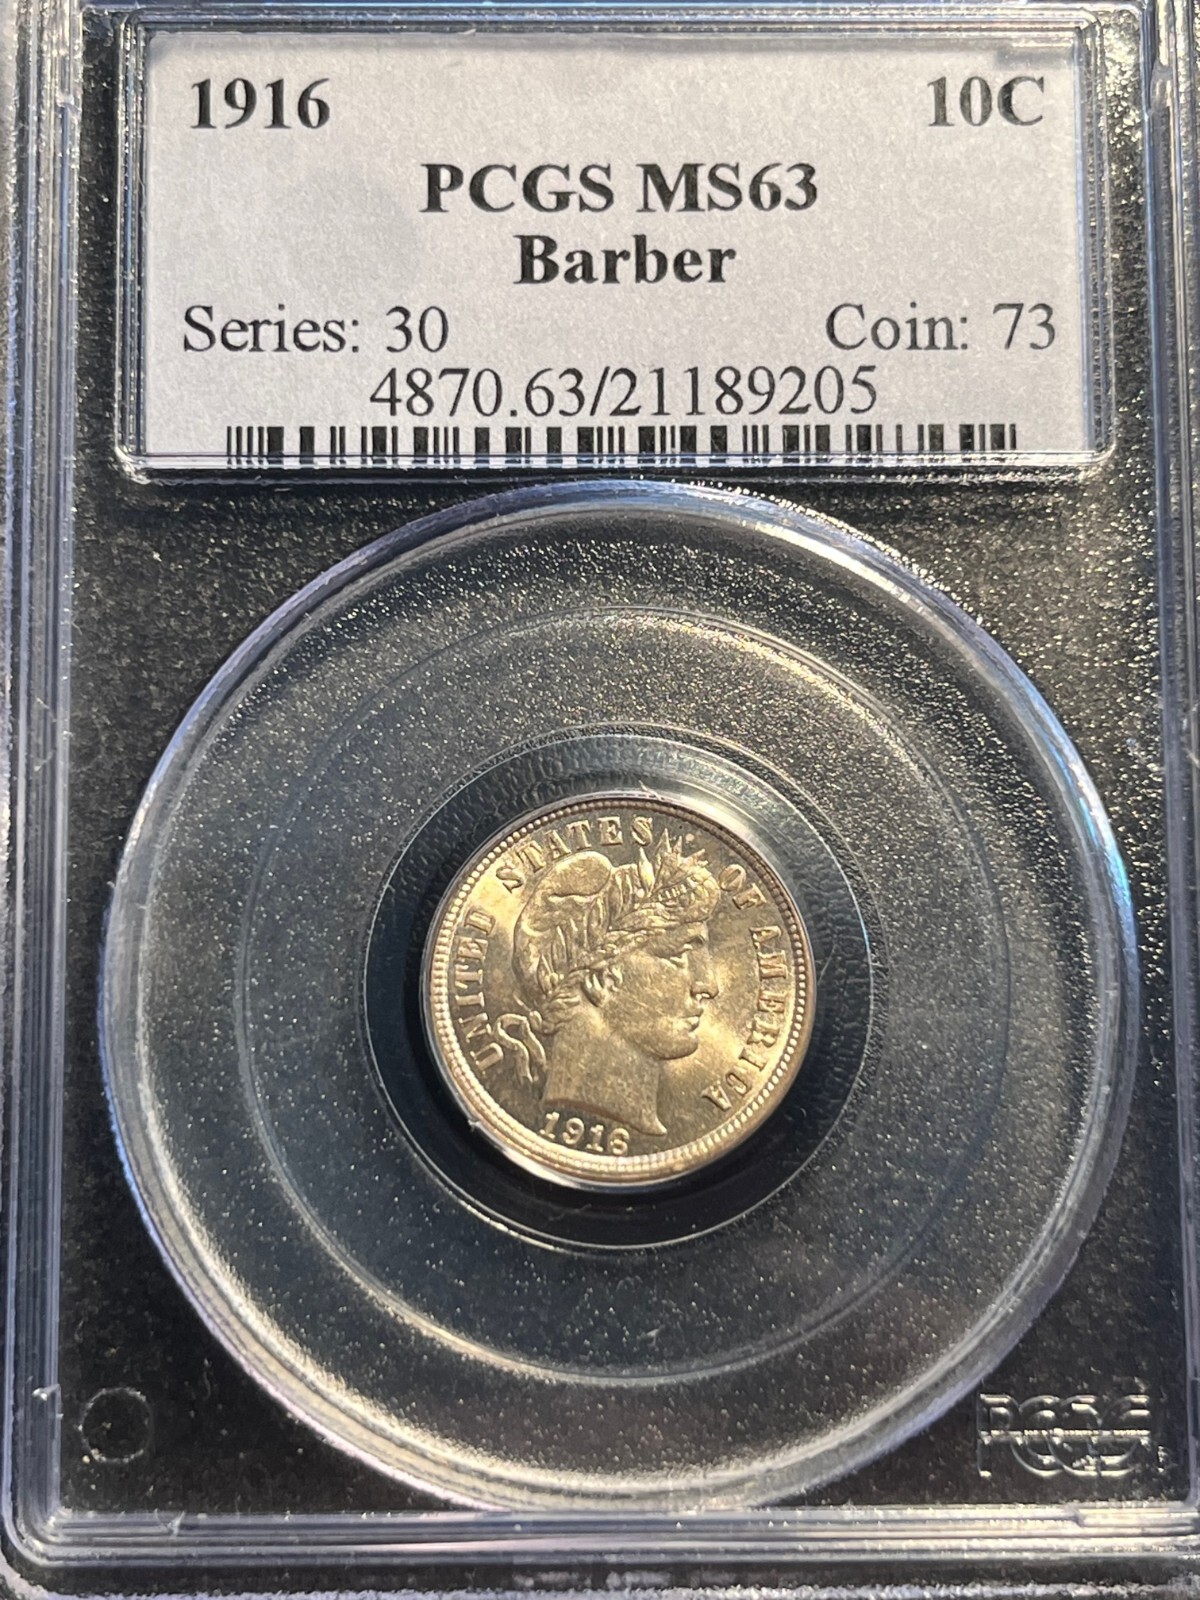 1916 10C
PCGS MS63
Barber
Series: 30 Coin: 73
4870.63/21189205
UNITED STATES OF AMERICA
1916
PCGS